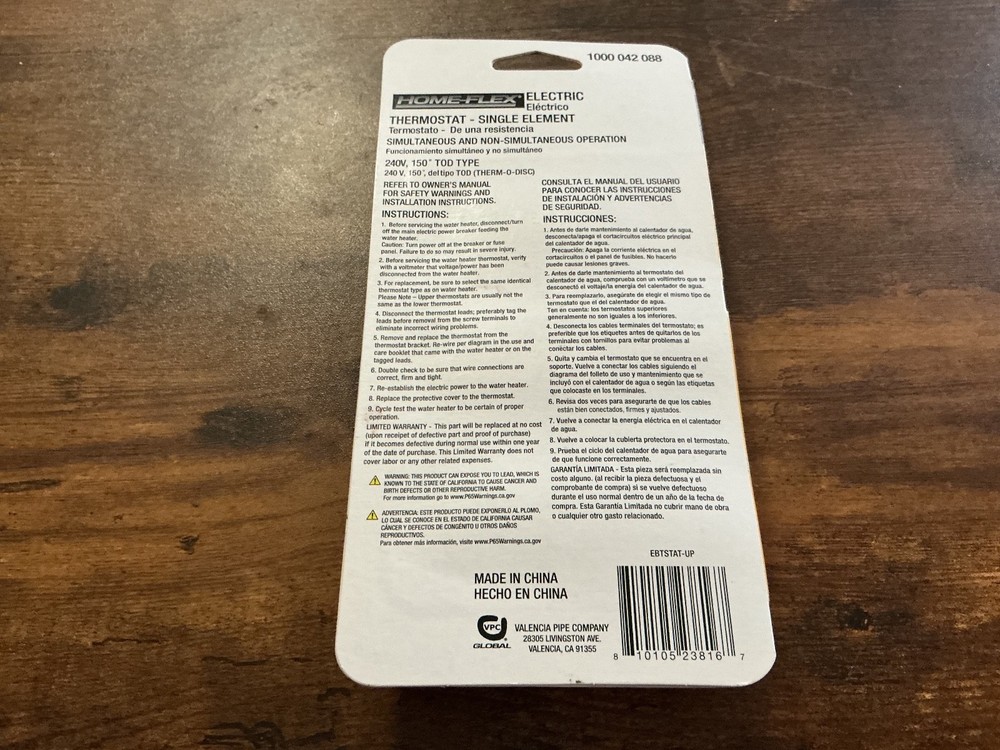 1000 042 088
HOME-FLEX® ELECTRIC
Eléctrico
THERMOSTAT - SINGLE ELEMENT
Termostato - De una resistencia
SIMULTANEOUS AND NON-SIMULTANEOUS OPERATION
Funcionamiento simultáneo y no simultáneo
240V, 150˚ TOD TYPE
240 V, 150˚, del tipo TOD (THERM-O-DISC)
REFER TO OWNER'S MANUAL
FOR SAFETY WARNINGS AND
INSTALLATION INSTRUCTIONS.
INSTRUCTIONS:
1. Before servicing the water heater, disconnect/turn
off the main electric power breaker feeding the
water heater.
Caution: Turn power off at the breaker or fuse
panel. Failure to do so may result in severe injury.
2. Before servicing the water heater thermostat, verify
with a voltmeter that voltage/power has been
disconnected from the water heater.
3. For replacement, be sure to select the same identical
thermostat type as on water heater.
Please Note – Upper thermostats are usually not the
same as the lower thermostat.
4. Disconnect the thermostat leads; preferably tag the
leads before removal from the screw terminals to
eliminate incorrect wiring problems.
5. Remove and replace the thermostat from the
thermostat bracket. Re-wire per diagram in the use and
care booklet that came with the water heater or on the
tagged leads.
6. Double check to be sure that wire connections are
correct, firm and tight.
7. Re-establish the electric power to the water heater.
8. Replace the protective cover to the thermostat.
9. Cycle test the water heater to be certain of proper
operation.
LIMITED WARRANTY - This part will be replaced at no cost
(upon receipt of defective part and proof of purchase)
If it becomes defective during normal use within one year
of the date of purchase. This Limited Warranty does not
cover labor or any other related expenses.
WARNING: THIS PRODUCT CAN EXPOSE YOU TO LEAD, WHICH IS
KNOWN TO THE STATE OF CALIFORNIA TO CAUSE CANCER AND
BIRTH DEFECTS OR OTHER REPRODUCTIVE HARM.
For more information go to www.P65Warnings.ca.gov
ADVERTENCIA: ESTE PRODUCTO PUEDE EXPONERLO AL PLOMO,
LO CUAL SE CONOCE EN EL ESTADO DE CALIFORNIA CAUSAR
CÁNCER Y DEFECTOS DE CONGÉNITO U OTROS DAÑOS
REPRODUCTIVOS.
Para obtener más información, visite www.P65Warnings.ca.gov
CONSULTA EL MANUAL DEL USUARIO
PARA CONOCER LAS INSTRUCCIONES
DE INSTALACIÓN Y ADVERTENCIAS
DE SEGURIDAD.
INSTRUCCIONES:
1. Antes de darle mantenimiento al calentador de agua,
desconecta/apaga el cortacircuitos eléctrico principal
del calentador de agua.
Precaución: Apaga la corriente eléctrica en el
cortacircuitos o el panel de fusibles. No hacerlo
puede causar lesiones graves.
2. Antes de darle mantenimiento al termostato del
calentador de agua, comprueba con un voltímetro que se
desconectó el voltaje/la energía del calentador de agua.
3. Para reemplazarlo, asegúrate de elegir el mismo tipo de
termostato que el del calentador de agua.
Ten en cuenta: los termostatos superiores
generalmente no son iguales a los inferiores.
4. Desconecta los cables terminales del termostato; es
preferible que los etiquetes antes de quitarlos de los
terminales con tornillos para evitar problemas al
conectar los cables.
5. Quita y cambia el termostato que se encuentra en el
soporte. Vuelve a conectar los cables siguiendo el
diagrama del folleto de uso y mantenimiento que se
incluyó con el calentador de agua o según las etiquetas
que colocaste en los terminales.
6. Revisa dos veces para asegurarte de que los cables
están bien conectados, firmes y ajustados.
7. Vuelve a conectar la energía eléctrica en el calentador
de agua.
8. Vuelve a colocar la cubierta protectora en el termostato.
9. Prueba el ciclo del calentador de agua para asegurarte
de que funcione correctamente.
GARANTÍA LIMITADA - Esta pieza será reemplazada sin
costo alguno. (al recibir la pieza defectuosa y el
comprobante de compra) si se vuelve defectuoso
durante el uso normal dentro de un año de la fecha de
compra. Esta Garantía Limitada no cubrir mano de obra
o cualquier otro gasto relacionado.
EBTSTAT-UP
MADE IN CHINA
HECHO EN CHINA
VPC
GLOBAL
VALENCIA PIPE COMPANY
28305 LIVINGSTON AVE.
VALENCIA, CA 91355
8 10105 23816 7